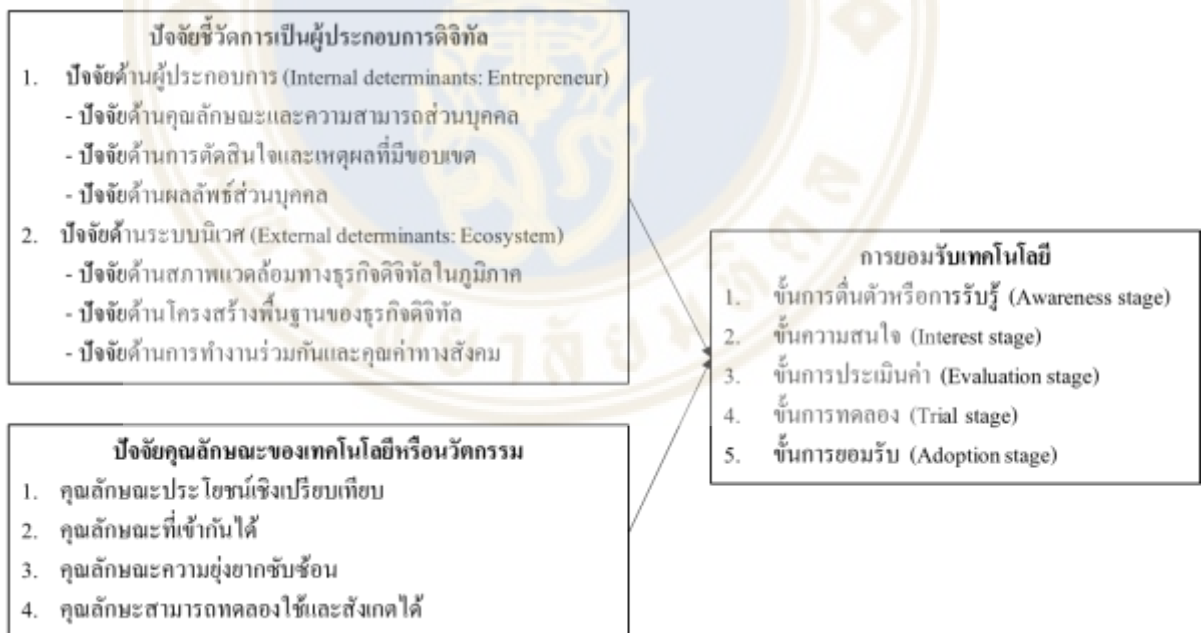 ปัจจัยชี้วัดการเป็นผู้ประกอบการดิจิทัล
1. ปัจจัยด้านผู้ประกอบการ (Internal determinants: Entrepreneur)
- ปัจจัยด้านคุณลักษณะและความสามารถส่วนบุคคล
- ปัจจัยด้านการตัดสินใจและเหตุผลที่มีขอบเขต
- ปัจจัยด้านผลลัพธ์ส่วนบุคคล
2. ปัจจัยด้านระบบนิเวศ (External determinants: Ecosystem)
- ปัจจัยด้านสภาพแวดล้อมทางธุรกิจดิจิทัลในภูมิภาค
- ปัจจัยด้านโครงสร้างพื้นฐานของธุรกิจดิจิทัล
- ปัจจัยด้านการทำงานร่วมกันและคุณค่าทางสังคม
ปัจจัยคุณลักษณะของเทคโนโลยีหรือนวัตกรรม
1. คุณลักษณะประโยชน์เชิงเปรียบเทียบ
2. คุณลักษณะที่เข้ากันได้
3. คุณลักษณะความยุ่งยากซับซ้อน
4. คุณลักษะสามารถทดลองใช้และสังเกตได้
การยอมรับเทคโนโลยี
1. ขั้นการตื่นตัวหรือการรับรู้ (Awareness stage)
2. ขั้นความสนใจ (Interest stage)
3. ขั้นการประเมินค่า (Evaluation stage)
4. ขั้นการทดลอง (Trial stage)
5. ขั้นการยอมรับ (Adoption stage)